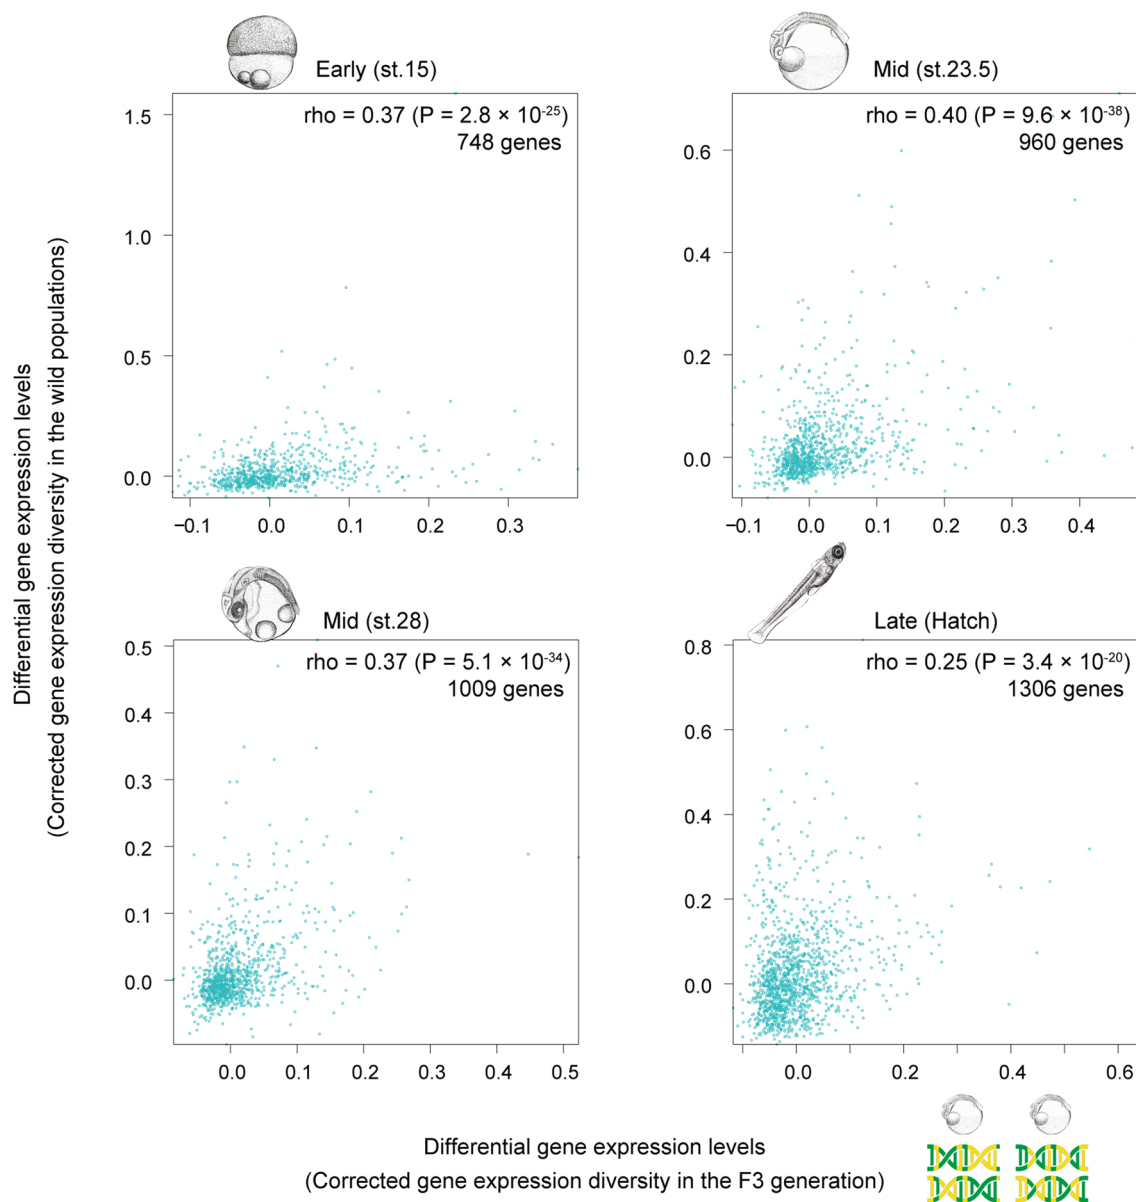 Early (st.15)
rho = 0.37 (P = 2.8 × 10-25)
748 genes
1.5
1.0
0.5
0.0
−0.1 0.0 0.1 0.2 0.3
Mid (st.23.5)
rho = 0.40 (P = 9.6 × 10-38)
960 genes
0.6
0.4
0.2
0.0
−0.1 0.0 0.1 0.2 0.3 0.4
Differential gene expression levels
(Corrected gene expression diversity in the wild populations)
Mid (st.28)
rho = 0.37 (P = 5.1 × 10-34)
1009 genes
0.5
0.4
0.3
0.2
0.1
0.0
0.0 0.1 0.2 0.3 0.4 0.5
Late (Hatch)
rho = 0.25 (P = 3.4 × 10-20)
1306 genes
0.8
0.6
0.4
0.2
0.0
0.0 0.2 0.4 0.6
Differential gene expression levels
(Corrected gene expression diversity in the F3 generation)